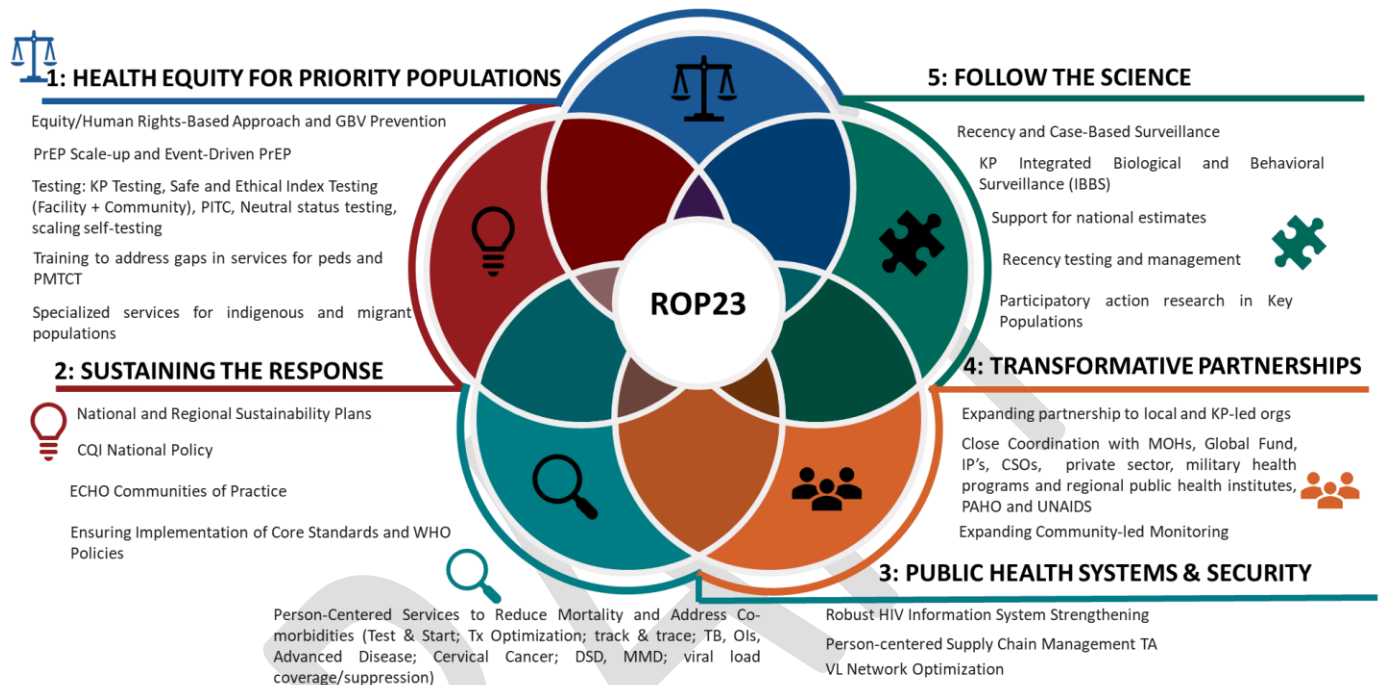 1: HEALTH EQUITY FOR PRIORITY POPULATIONS
Equity/Human Rights-Based Approach and GBV Prevention
PrEP Scale-up and Event-Driven PrEP
Testing: KP Testing, Safe and Ethical Index Testing
(Facility + Community), PITC, Neutral status testing,
scaling self-testing
Training to address gaps in services for peds and
PMTCT
Specialized services for indigenous and migrant
populations
2: SUSTAINING THE RESPONSE
National and Regional Sustainability Plans
CQI National Policy
ECHO Communities of Practice
Ensuring Implementation of Core Standards and WHO
Policies
Person-Centered Services to Reduce Mortality and Address Co-
morbidities (Test & Start; Tx Optimization; track & trace; TB, OIs,
Advanced Disease; Cervical Cancer; DSD, MMD; viral load
coverage/suppression)
ROP23
5: FOLLOW THE SCIENCE
Recency and Case-Based Surveillance
KP Integrated Biological and Behavioral
Surveillance (IBBS)
Support for national estimates
Recency testing and management
Participatory action research in Key
Populations
4: TRANSFORMATIVE PARTNERSHIPS
Expanding partnership to local and KP-led orgs
Close Coordination with MOHs, Global Fund,
IP's, CSOs, private sector, military health
programs and regional public health institutes,
PAHO and UNAIDS
Expanding Community-led Monitoring
3: PUBLIC HEALTH SYSTEMS & SECURITY
Robust HIV Information System Strengthening
Person-centered Supply Chain Management TA
VL Network Optimization